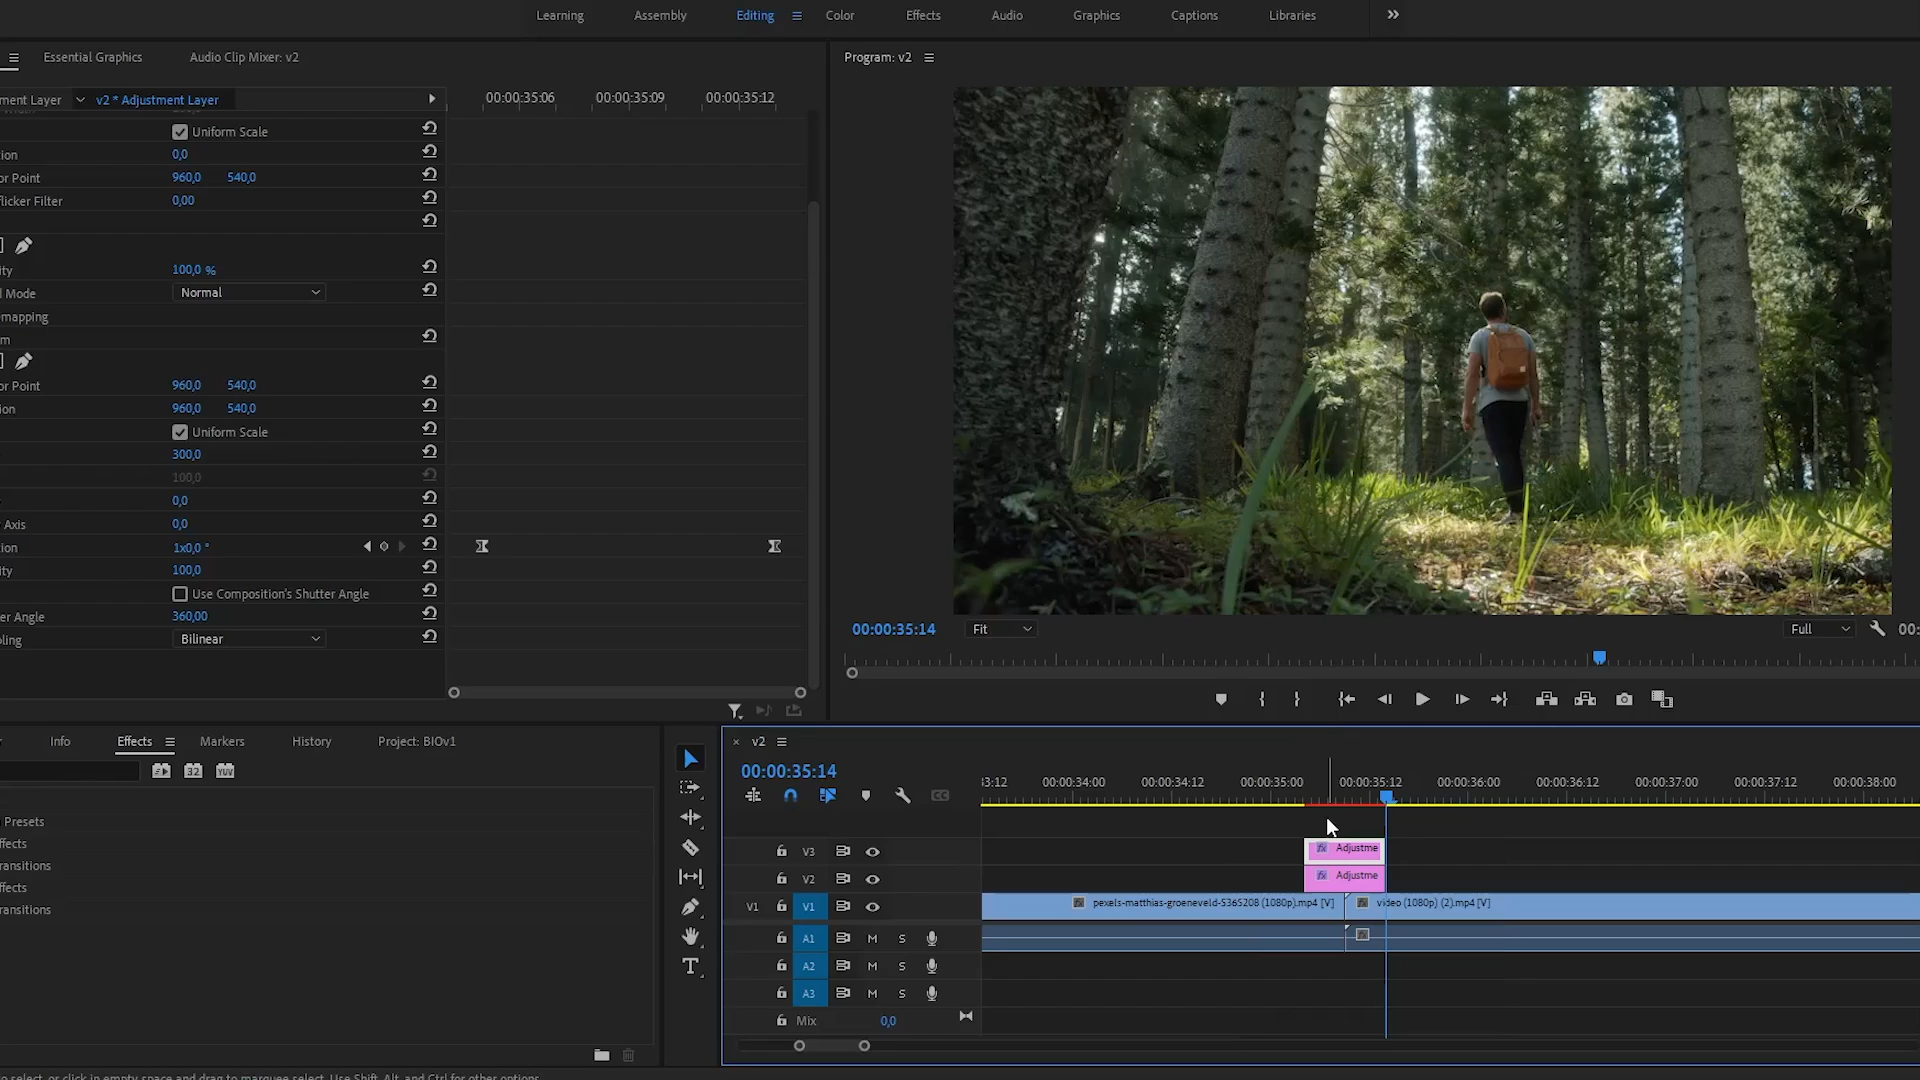 Learning Assembly Editing Color Effects Audio Graphics Captions Libraries
Essential Graphics Audio Clip Mixer: v2
ment Layer v2 * Adjustment Layer
00:00:35:06 00:00:35:09 00:00:35:12
Uniform Scale
ion 0,0
or Point 960,0 540,0
licker Filter 0,00
ity 100,0 %
d Mode Normal
emapping
m
or Point 960,0 540,0
ion 960,0 540,0
Uniform Scale
300,0
100,0
0,0
Axis 0,0
ion 1x0,0 °
ity 100,0
Use Composition's Shutter Angle
er Angle 360,00
ling Bilinear
Program: v2
00:00:35:14 Fit Full 00:
Info Effects Markers History Project: BIOv1
32 YUV
Presets
ffects
ransitions
ffects
ransitions
× v2
00:00:35:14
33:12 00:00:34:00 00:00:34:12 00:00:35:00 00:00:35:12 00:00:36:00 00:00:36:12 00:00:37:00 00:00:37:12 00:00:38:00
CC
V3 fx Adjustme
V2 fx Adjustme
V1 V1 pexels-matthias-groeneveld-5365208 (1080p).mp4 [V] video (1080p) (2).mp4 [V]
A1 M S
A2 M S
A3 M S
Mix 0,0
T
o select, or click in empty space and drag to marquee select. Use Shift, Alt, and Ctrl for other options.